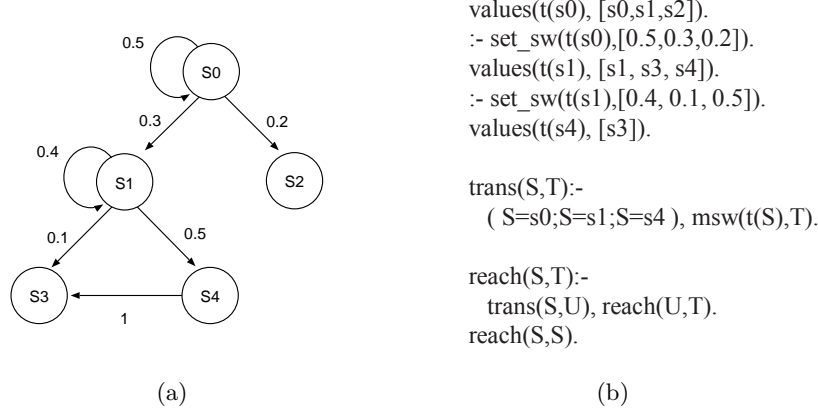 0.5
S0
0.3
0.2
0.4
S1
S2
0.1
0.5
S3
S4
1
(a)
values(t(s0), [s0,s1,s2]).
:- set_sw(t(s0),[0.5,0.3,0.2]).
values(t(s1), [s1, s3, s4]).
:- set_sw(t(s1),[0.4, 0.1, 0.5]).
values(t(s4), [s3]).
trans(S,T):-
( S=s0;S=s1;S=s4 ), msw(t(S),T).
reach(S,T):-
trans(S,U), reach(U,T).
reach(S,S).
(b)